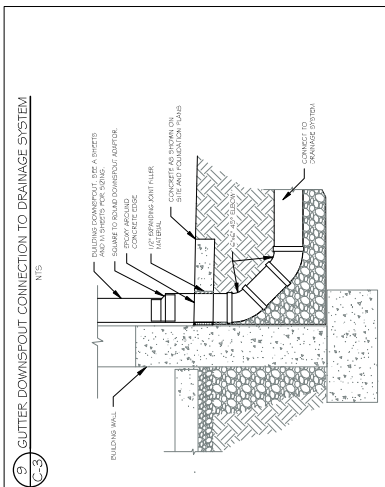 9
C-3
GUTTER DOWNSPOUT CONNECTION TO DRAINAGE SYSTEM
NTS
BUILDING DOWNSPOUT, SEE A SHEETS
AND M SHEETS FOR SIZING.
SQUARE TO ROUND DOWNSPOUT ADAPTOR.
EPOXY AROUND
CONCRETE EDGE
1/2" EXPANDING JOINT FILLER
MATERIAL
CONCRETE AS SHOWN ON
SITE AND FOUNDATION PLANS
45° ELBOW
CONNECT TO
DRAINAGE SYSTEM
BUILDING WALL